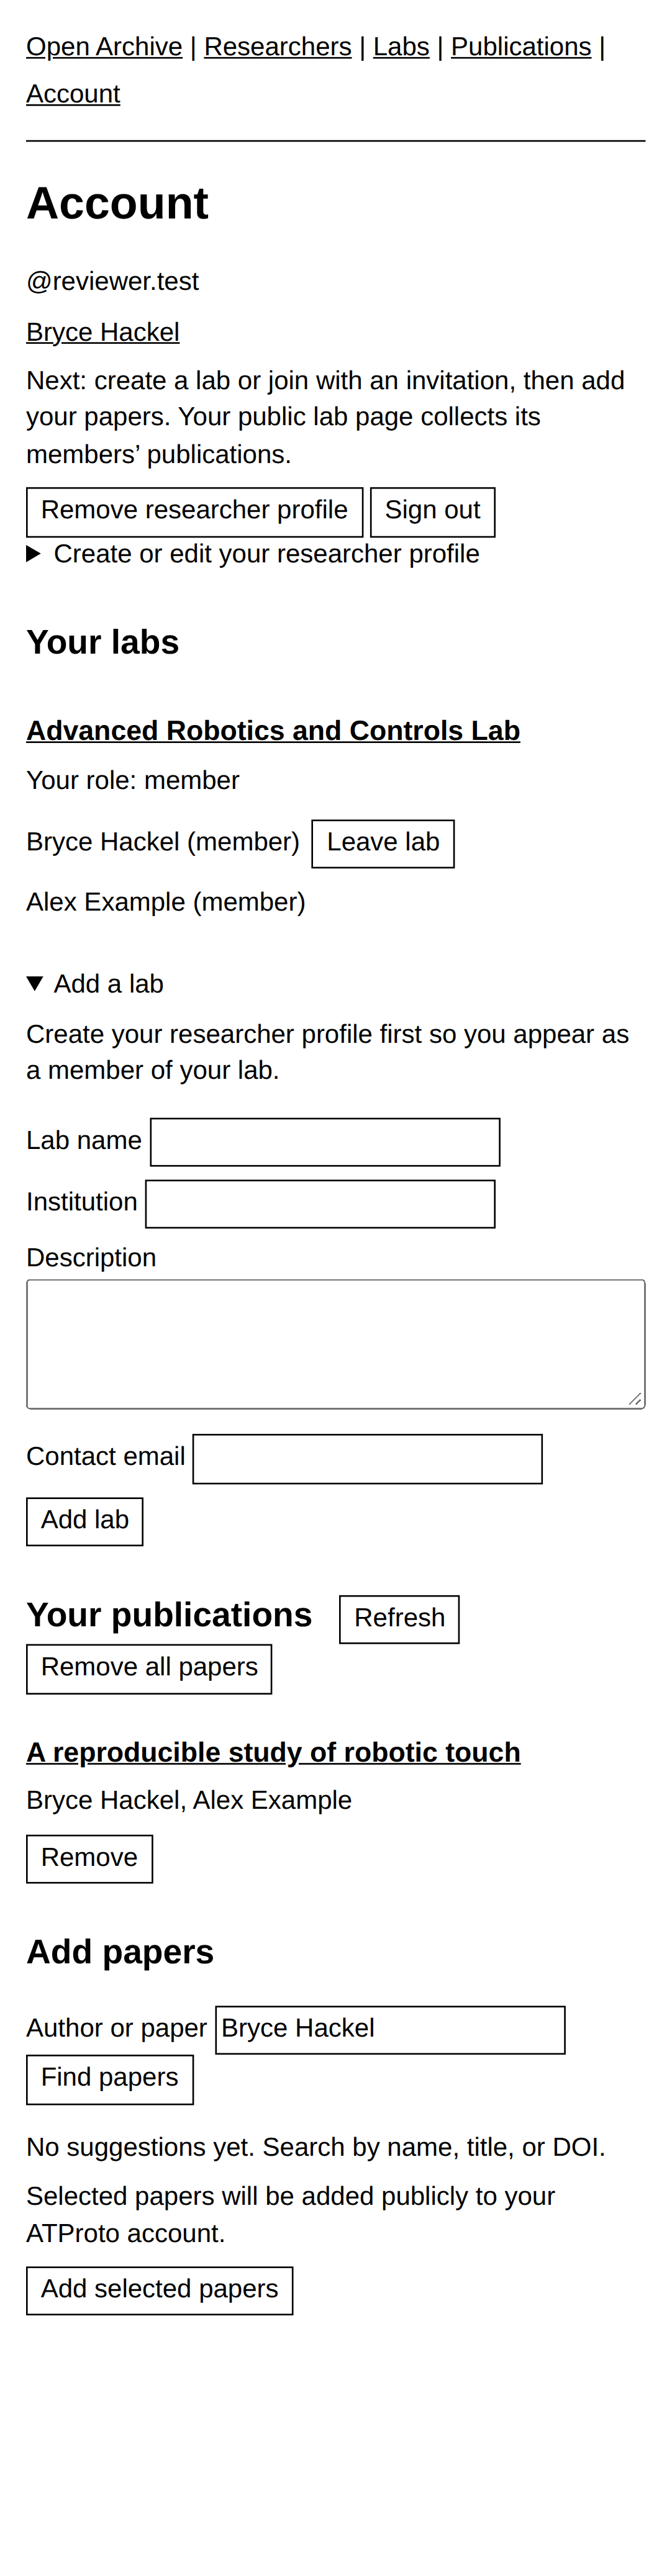 Open Archive | Researchers | Labs | Publications |
Account
Account
@reviewer.test
Bryce Hackel
Next: create a lab or join with an invitation, then add
your papers. Your public lab page collects its
members’ publications.
Remove researcher profile Sign out
Create or edit your researcher profile
Your labs
Advanced Robotics and Controls Lab
Your role: member
Bryce Hackel (member) Leave lab
Alex Example (member)
Add a lab
Create your researcher profile first so you appear as
a member of your lab.
Lab name
Institution
Description
Contact email
Add lab
Your publications Refresh
Remove all papers
A reproducible study of robotic touch
Bryce Hackel, Alex Example
Remove
Add papers
Author or paper Bryce Hackel
Find papers
No suggestions yet. Search by name, title, or DOI.
Selected papers will be added publicly to your
ATProto account.
Add selected papers